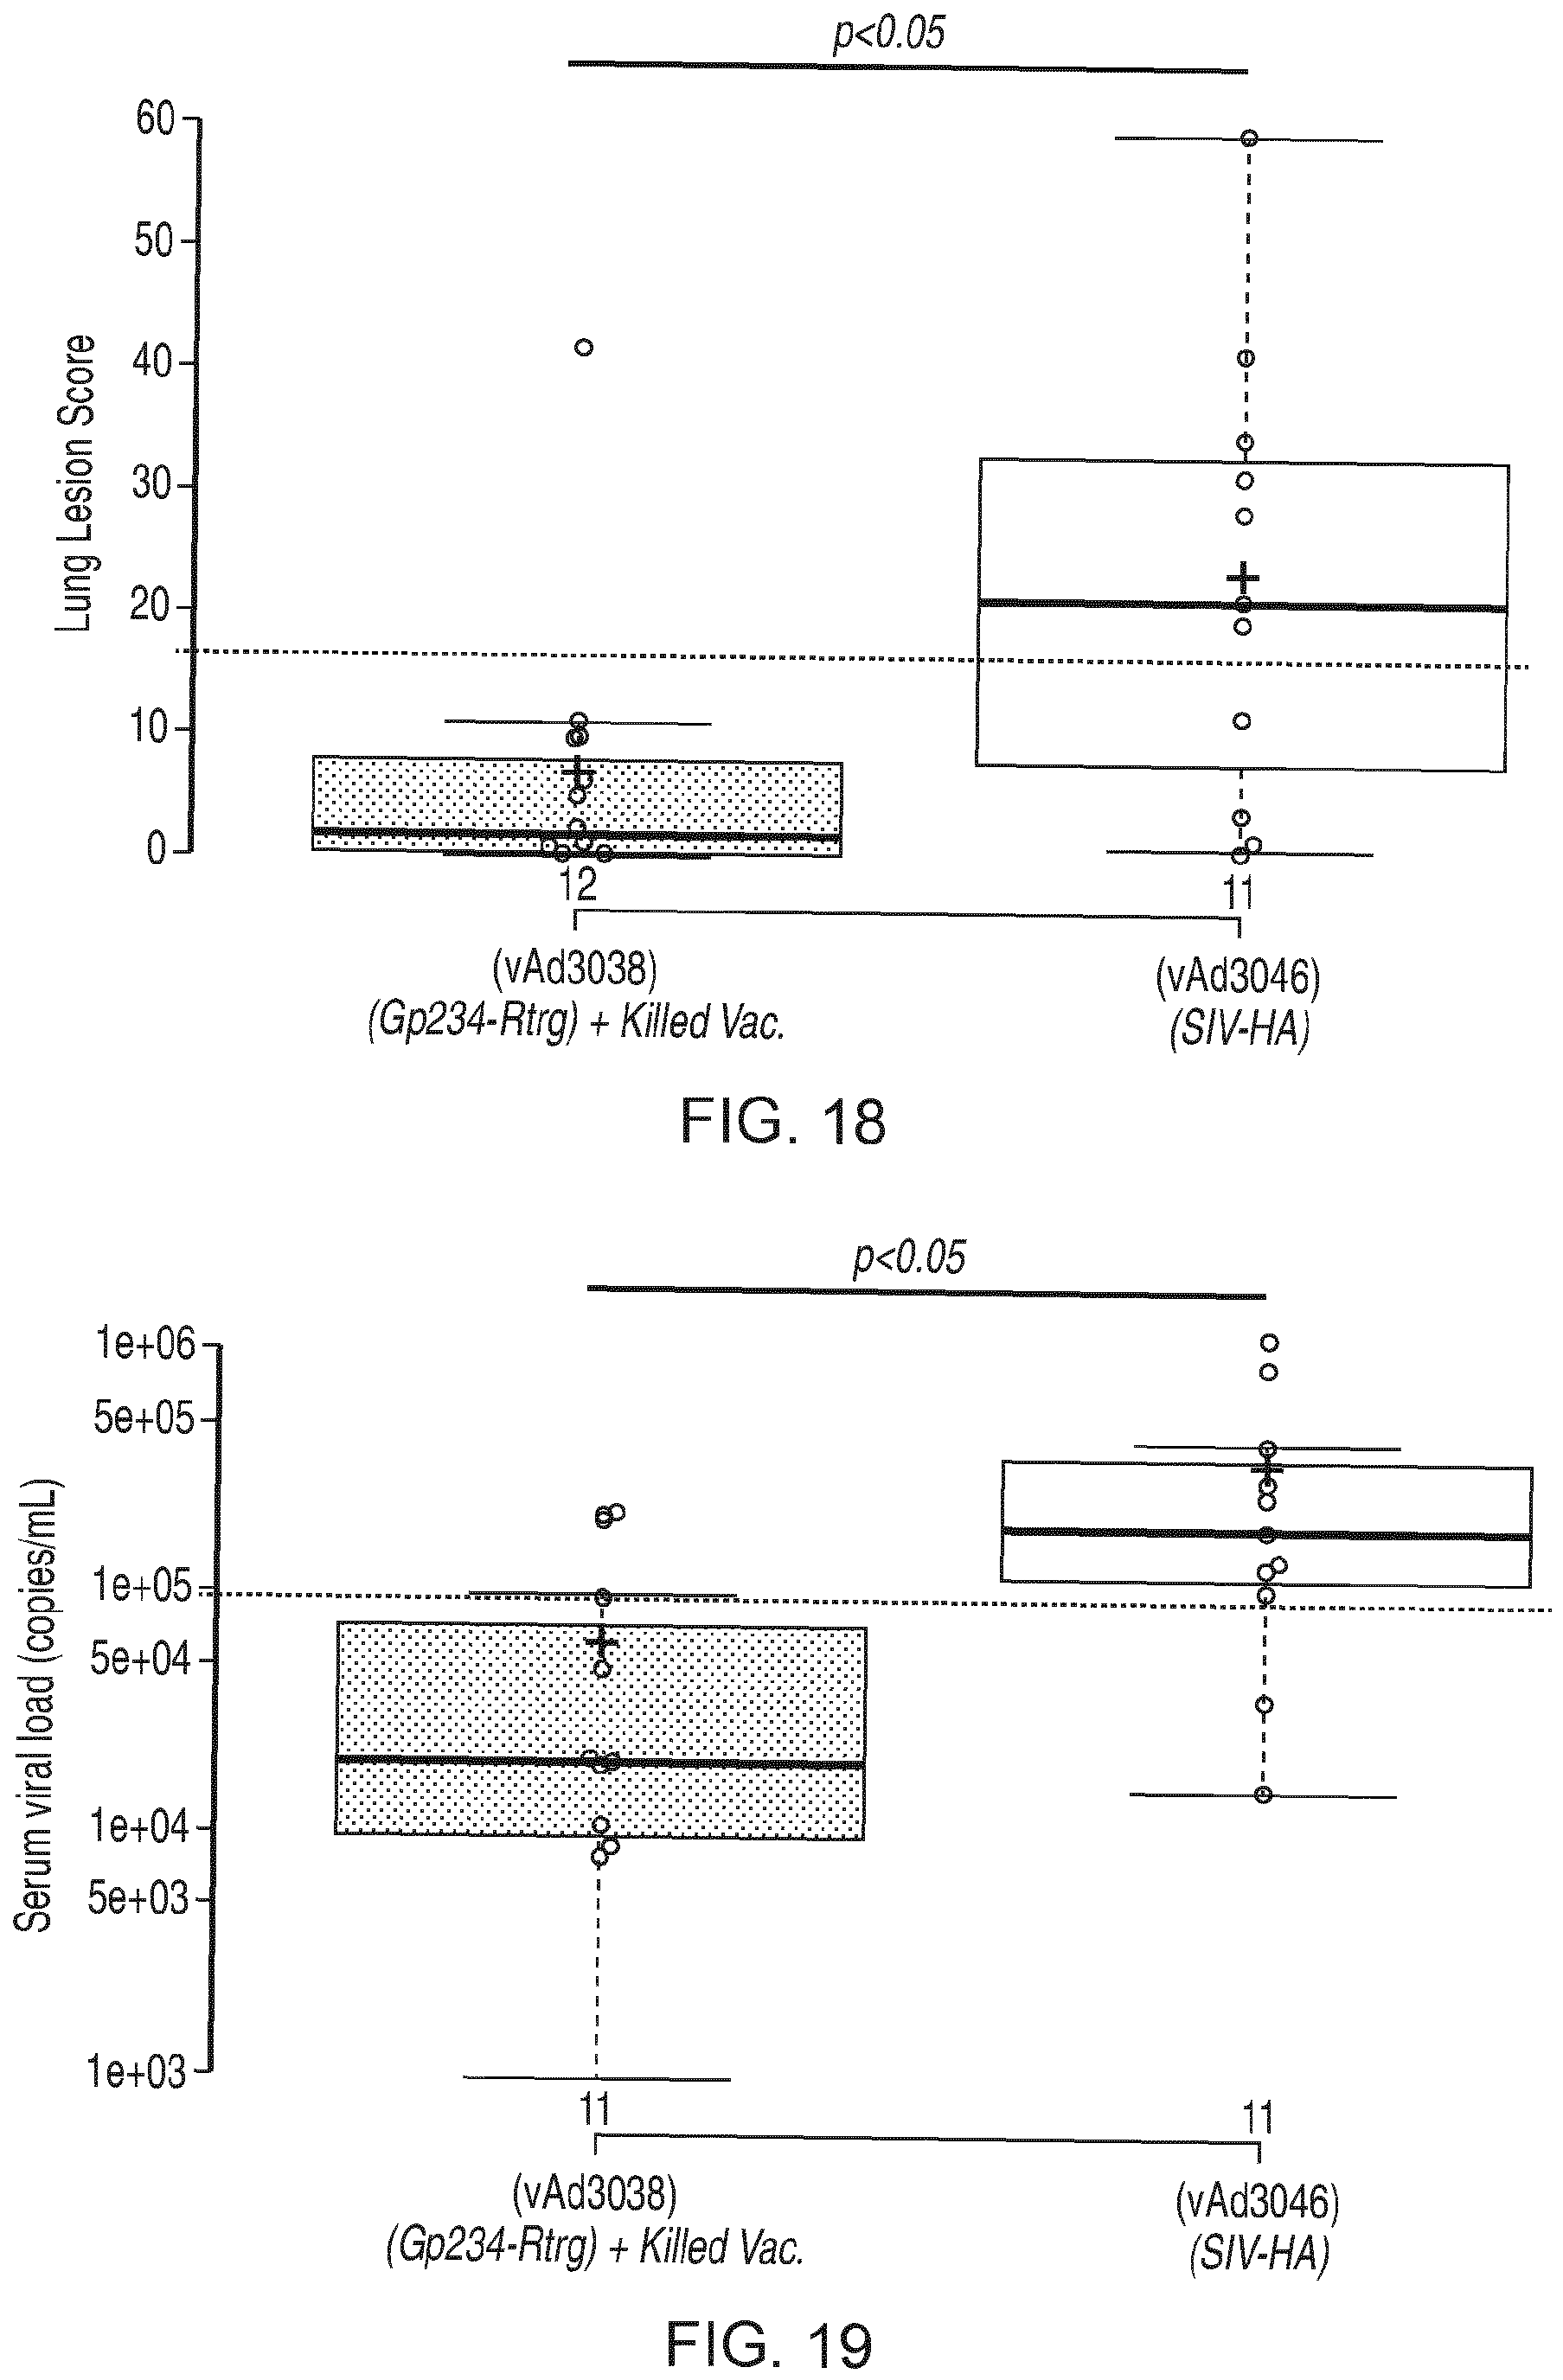 p<0.05
60
50
40
30
20
10
0
Lung Lesion Score
12
11
(vAd3038)
(Gp234-Rtrg) + Killed Vac.
(vAd3046)
(SIV-HA)
FIG. 18
p<0.05
1e+06
5e+05
1e+05
5e+04
1e+04
5e+03
1e+03
Serum viral load (copies/mL)
11
11
(vAd3038)
(Gp234-Rtrg) + Killed Vac.
(vAd3046)
(SIV-HA)
FIG. 19